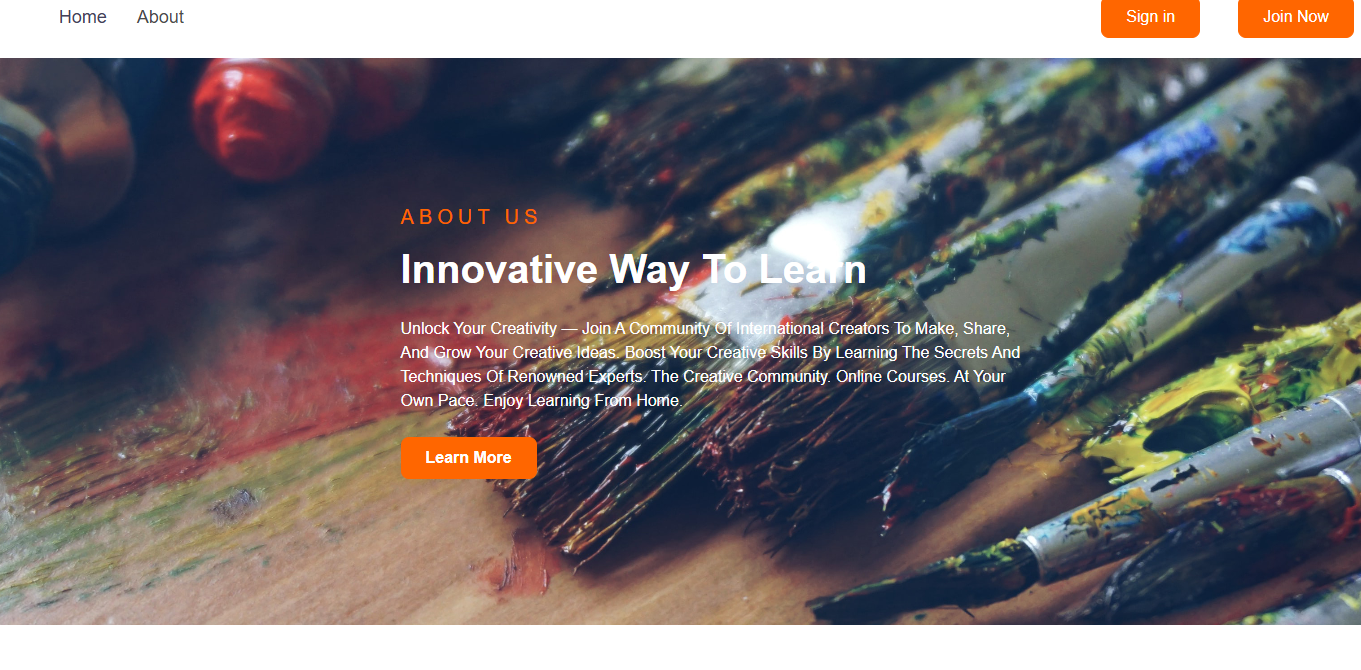 Home About Sign in Join Now
ABOUT US
Innovative Way To Learn
Unlock Your Creativity — Join A Community Of International Creators To Make, Share,
And Grow Your Creative Ideas. Boost Your Creative Skills By Learning The Secrets And
Techniques Of Renowned Experts. The Creative Community. Online Courses. At Your
Own Pace. Enjoy Learning From Home.
Learn More